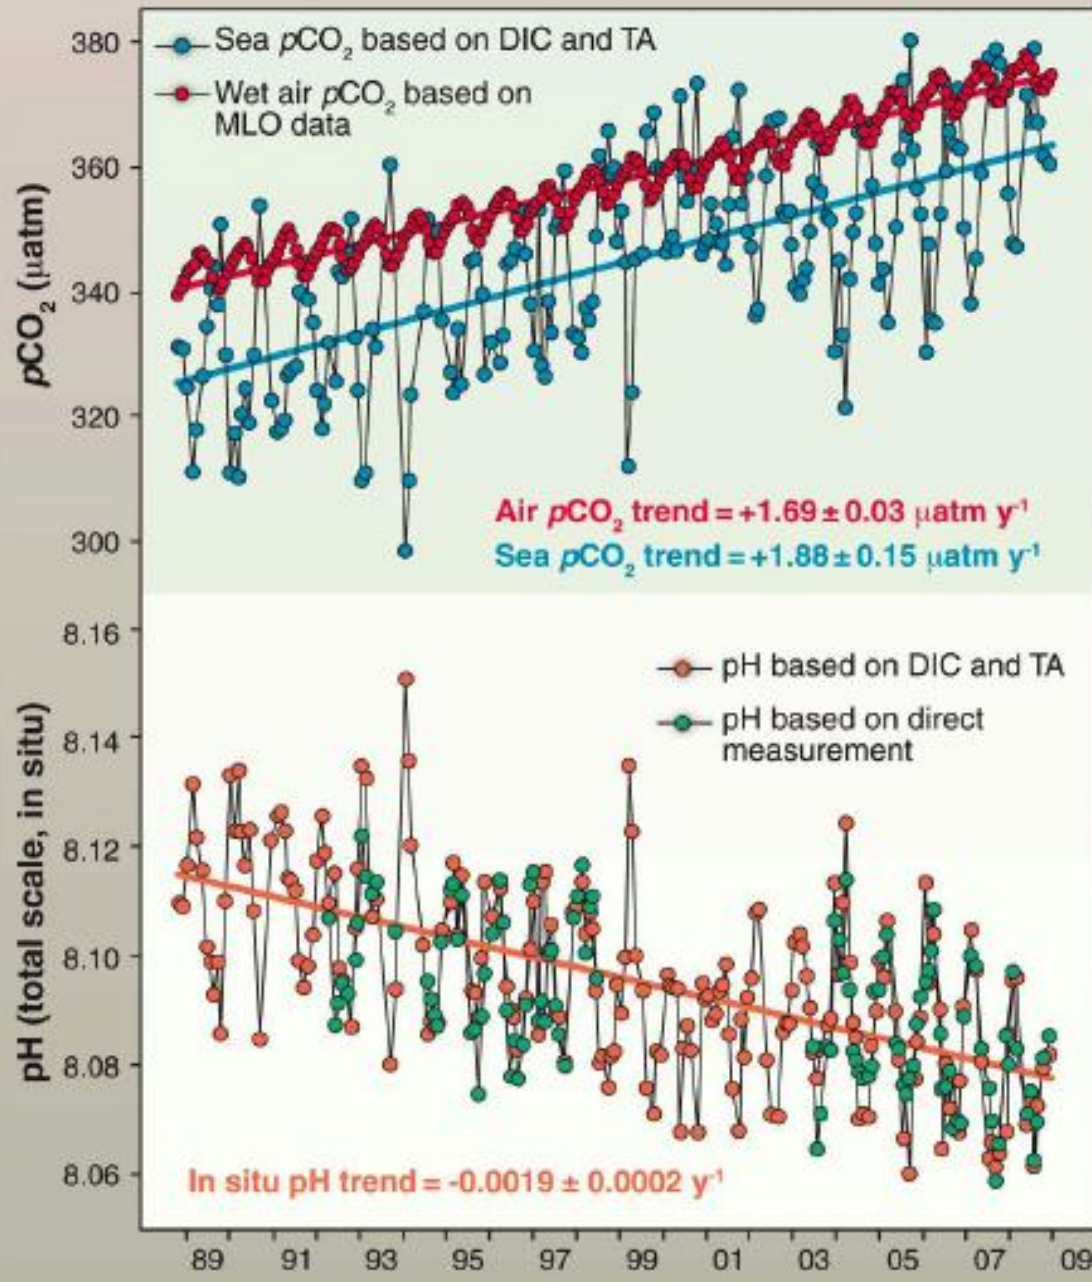 Sea pCO₂ based on DIC and TA
Wet air pCO₂ based on
MLO data
pCO₂ (µatm)
380
360
340
320
300
Air pCO₂ trend = +1.69 ± 0.03 µatm y⁻¹
Sea pCO₂ trend = +1.88 ± 0.15 µatm y⁻¹
pH based on DIC and TA
pH based on direct
measurement
pH (total scale, in situ)
8.16
8.14
8.12
8.10
8.08
8.06
In situ pH trend = -0.0019 ± 0.0002 y⁻¹
89 91 93 95 97 99 01 03 05 07 09